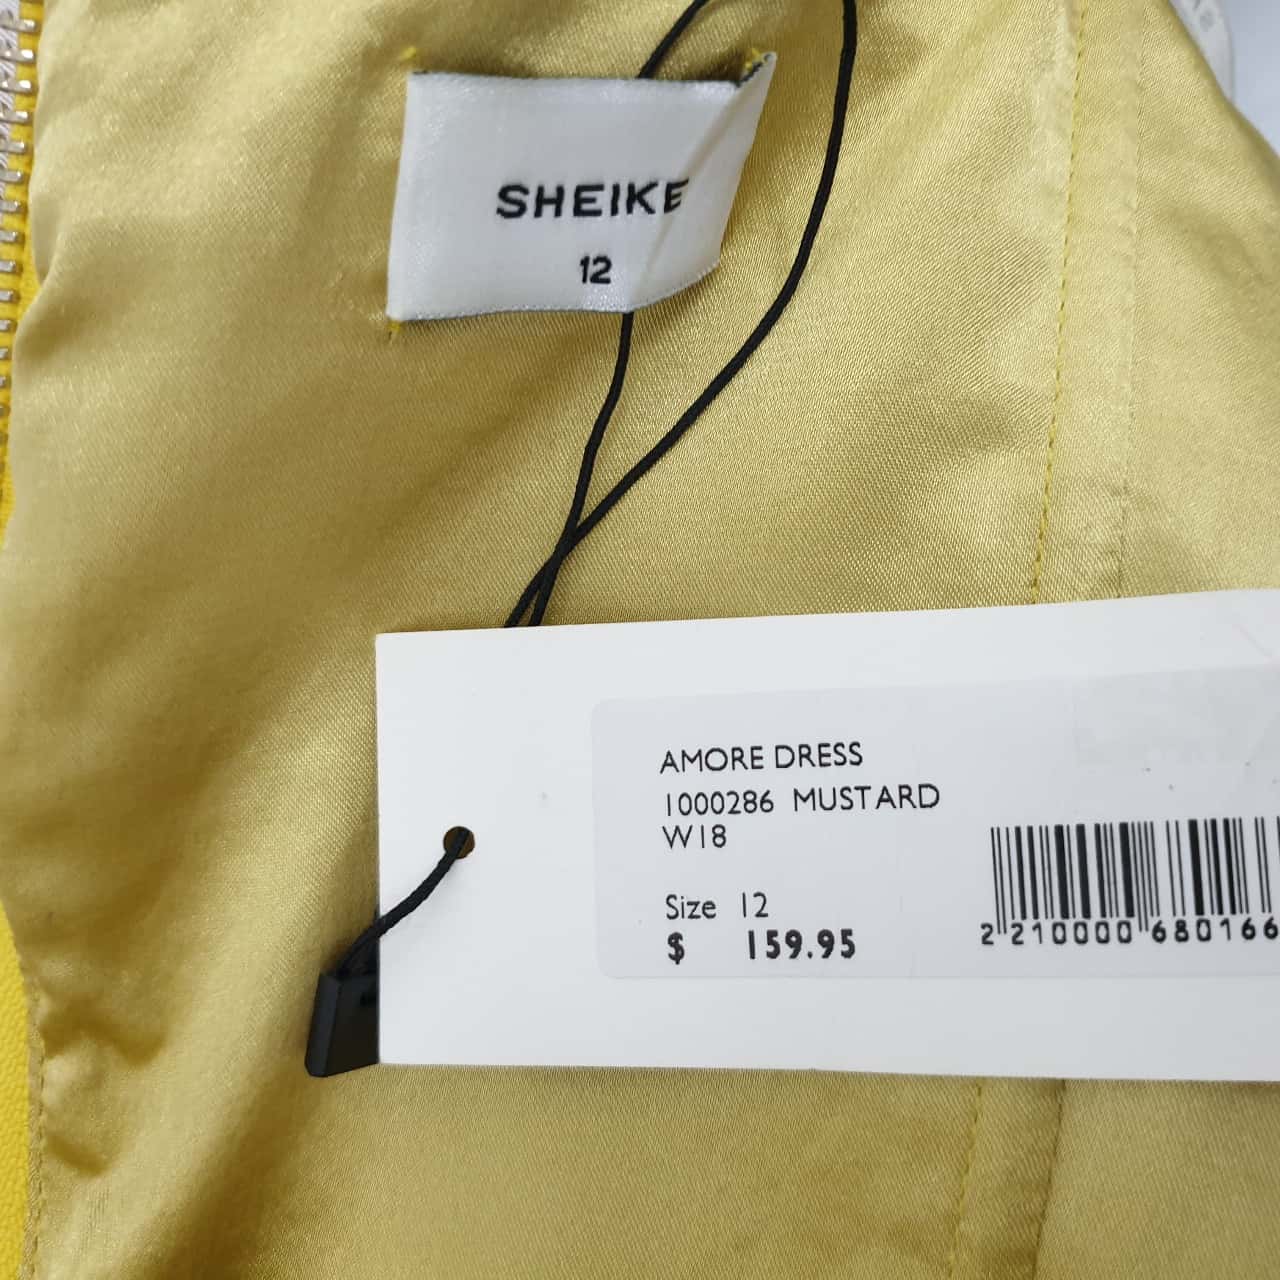 SHEIKE
12
AMORE DRESS
1000286 MUSTARD
W18
Size 12
$ 159.95
2 210000 680166